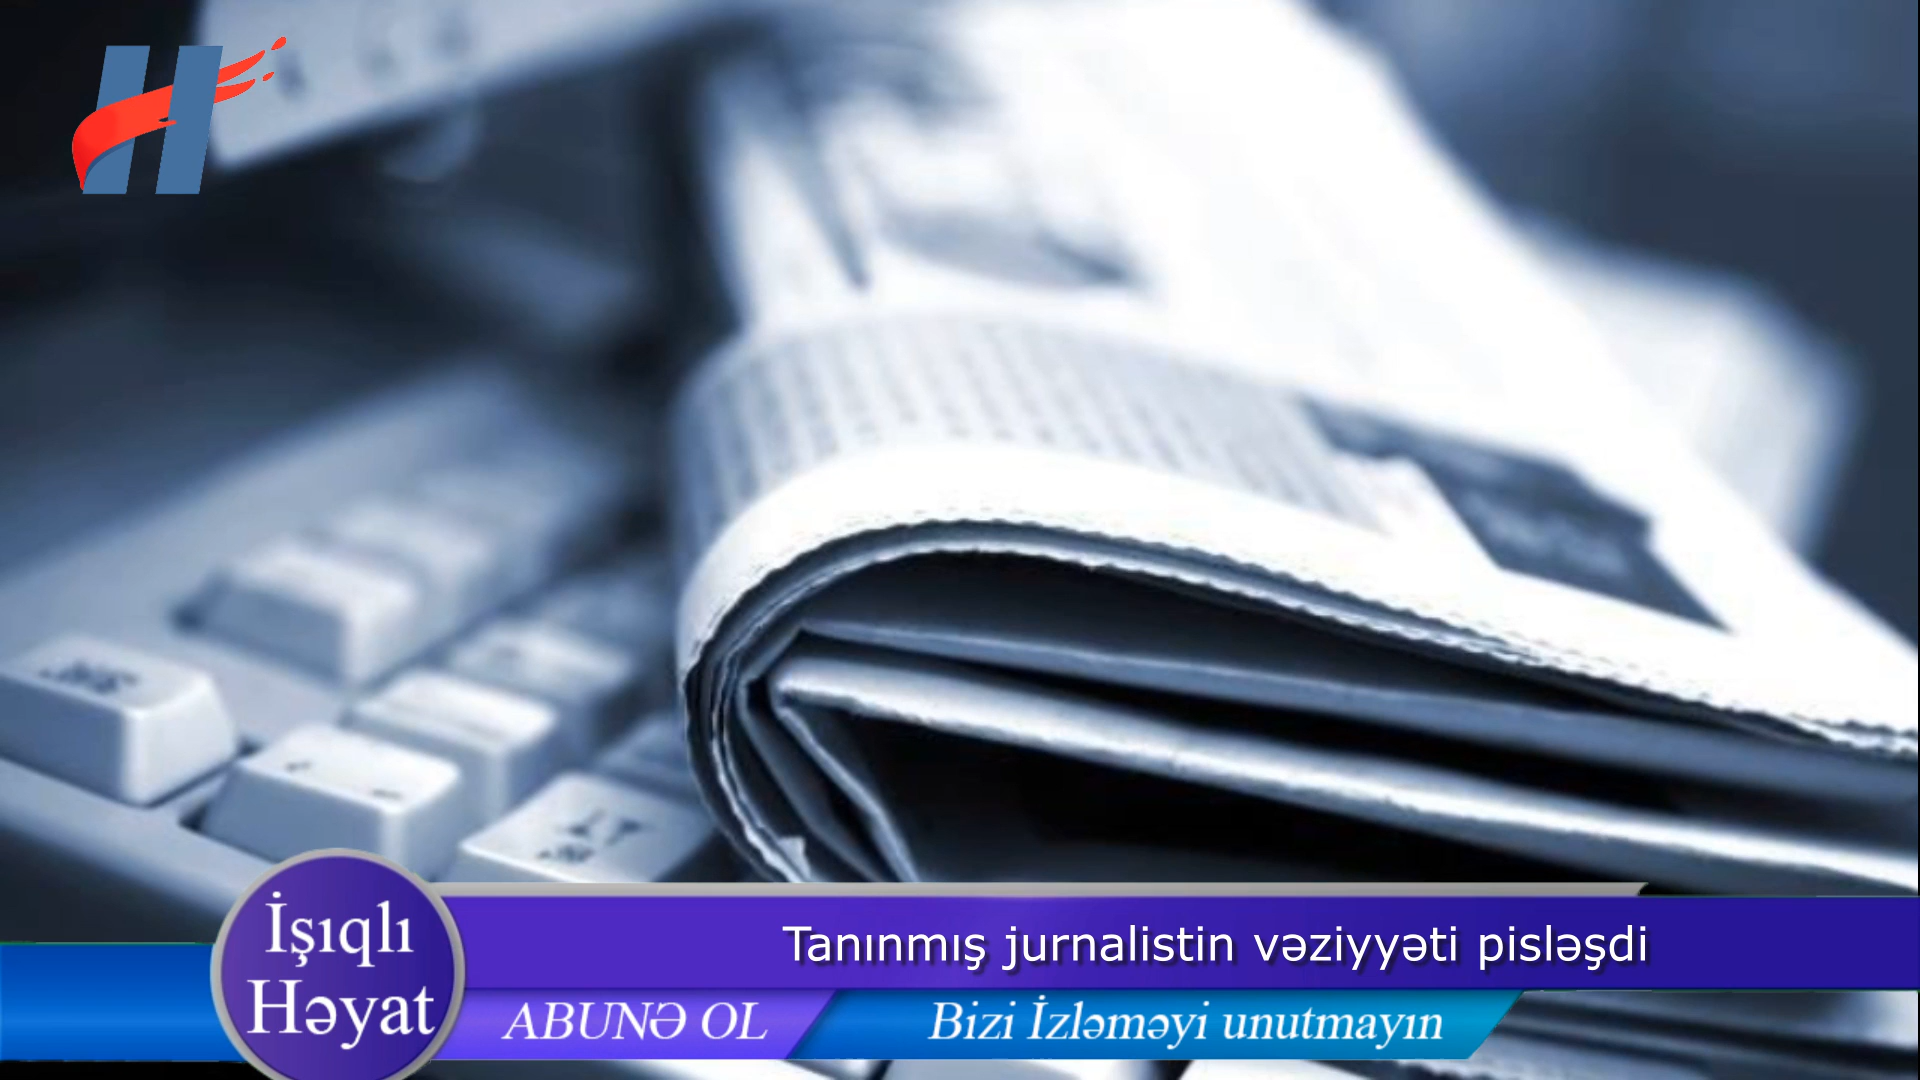 Tanınmış jurnalistin vəziyyəti pisləşdi
İşıqlı
Həyat
ABUNƏ OL
Bizi İzləməyi unutmayın